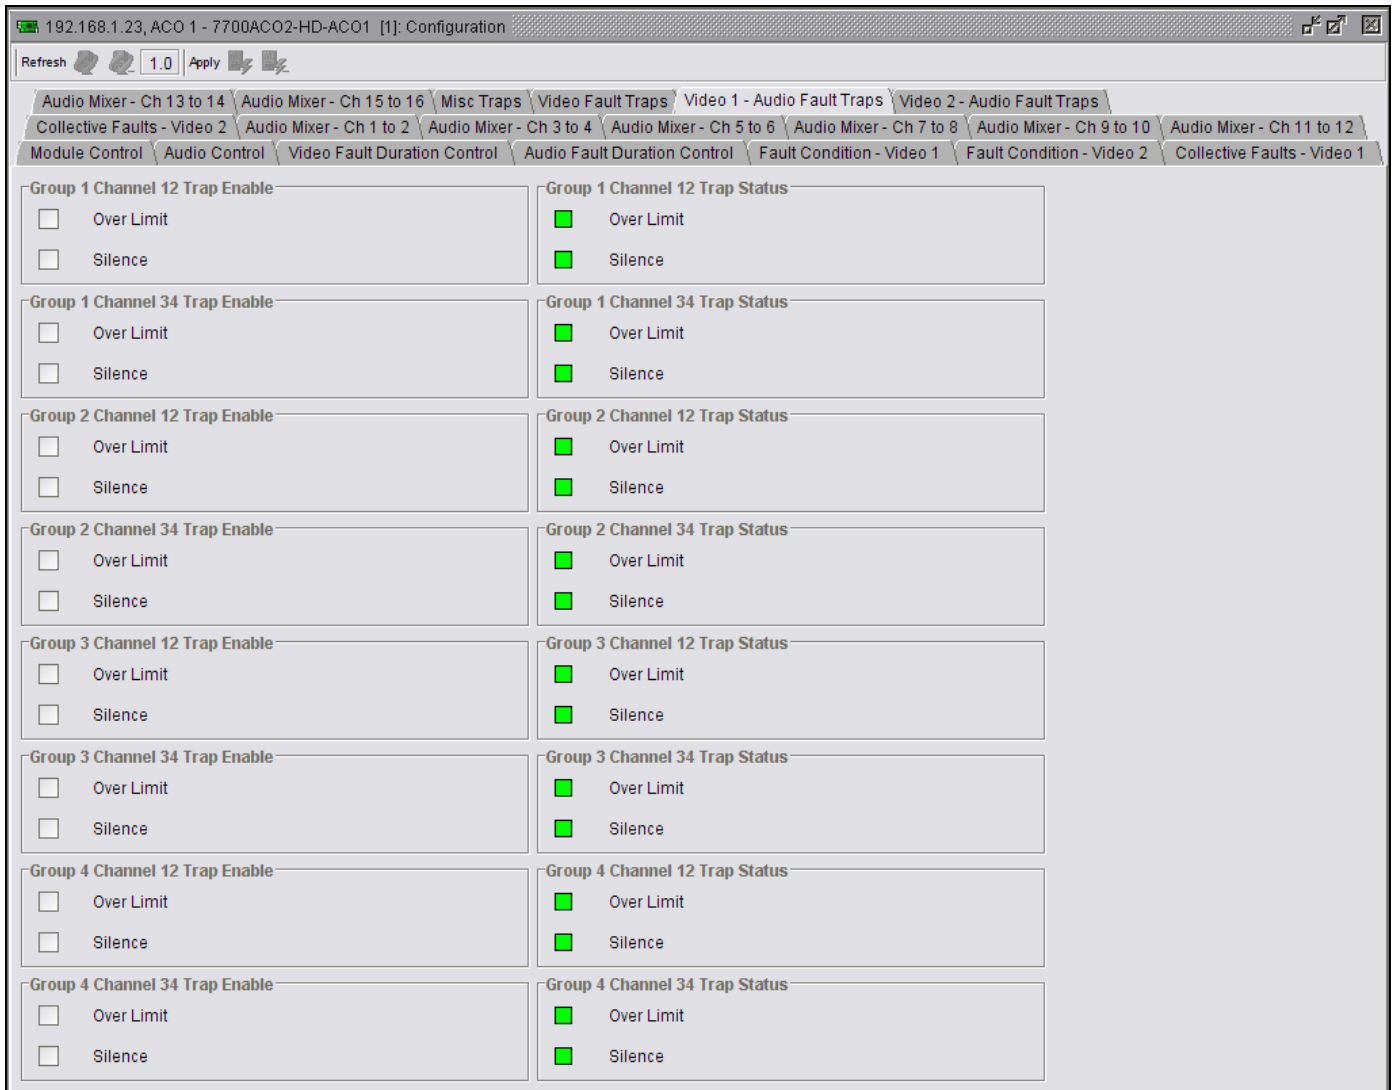 192.168.1.23, ACO 1 - 7700ACO2-HD-ACO1 [1]: Configuration
Refresh 1.0 Apply
Audio Mixer - Ch 13 to 14 Audio Mixer - Ch 15 to 16 Misc Traps Video Fault Traps Video 1 - Audio Fault Traps Video 2 - Audio Fault Traps
Collective Faults - Video 2 Audio Mixer - Ch 1 to 2 Audio Mixer - Ch 3 to 4 Audio Mixer - Ch 5 to 6 Audio Mixer - Ch 7 to 8 Audio Mixer - Ch 9 to 10 Audio Mixer - Ch 11 to 12
Module Control Audio Control Video Fault Duration Control Audio Fault Duration Control Fault Condition - Video 1 Fault Condition - Video 2 Collective Faults - Video 1
Group 1 Channel 12 Trap Enable Group 1 Channel 12 Trap Status
Over Limit Over Limit
Silence Silence
Group 1 Channel 34 Trap Enable Group 1 Channel 34 Trap Status
Over Limit Over Limit
Silence Silence
Group 2 Channel 12 Trap Enable Group 2 Channel 12 Trap Status
Over Limit Over Limit
Silence Silence
Group 2 Channel 34 Trap Enable Group 2 Channel 34 Trap Status
Over Limit Over Limit
Silence Silence
Group 3 Channel 12 Trap Enable Group 3 Channel 12 Trap Status
Over Limit Over Limit
Silence Silence
Group 3 Channel 34 Trap Enable Group 3 Channel 34 Trap Status
Over Limit Over Limit
Silence Silence
Group 4 Channel 12 Trap Enable Group 4 Channel 12 Trap Status
Over Limit Over Limit
Silence Silence
Group 4 Channel 34 Trap Enable Group 4 Channel 34 Trap Status
Over Limit Over Limit
Silence Silence